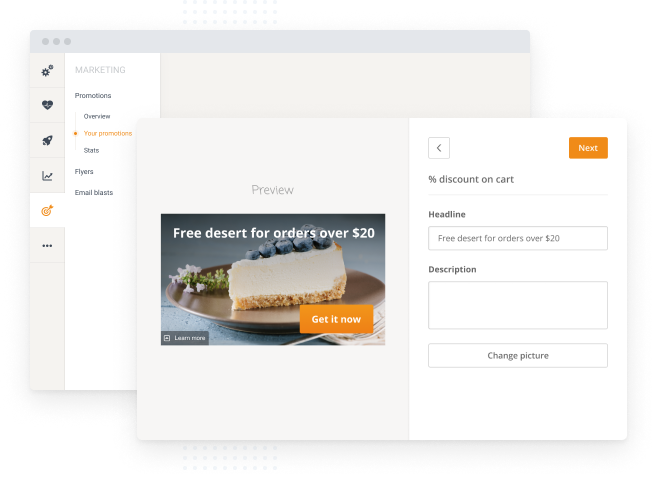 MARKETING
Promotions
Overview
Your promotions
Stats
Flyers
Email blasts
Preview
Free desert for orders over $20
Get it now
Learn more
Next
% discount on cart
Headline
Free desert for orders over $20
Description
Change picture